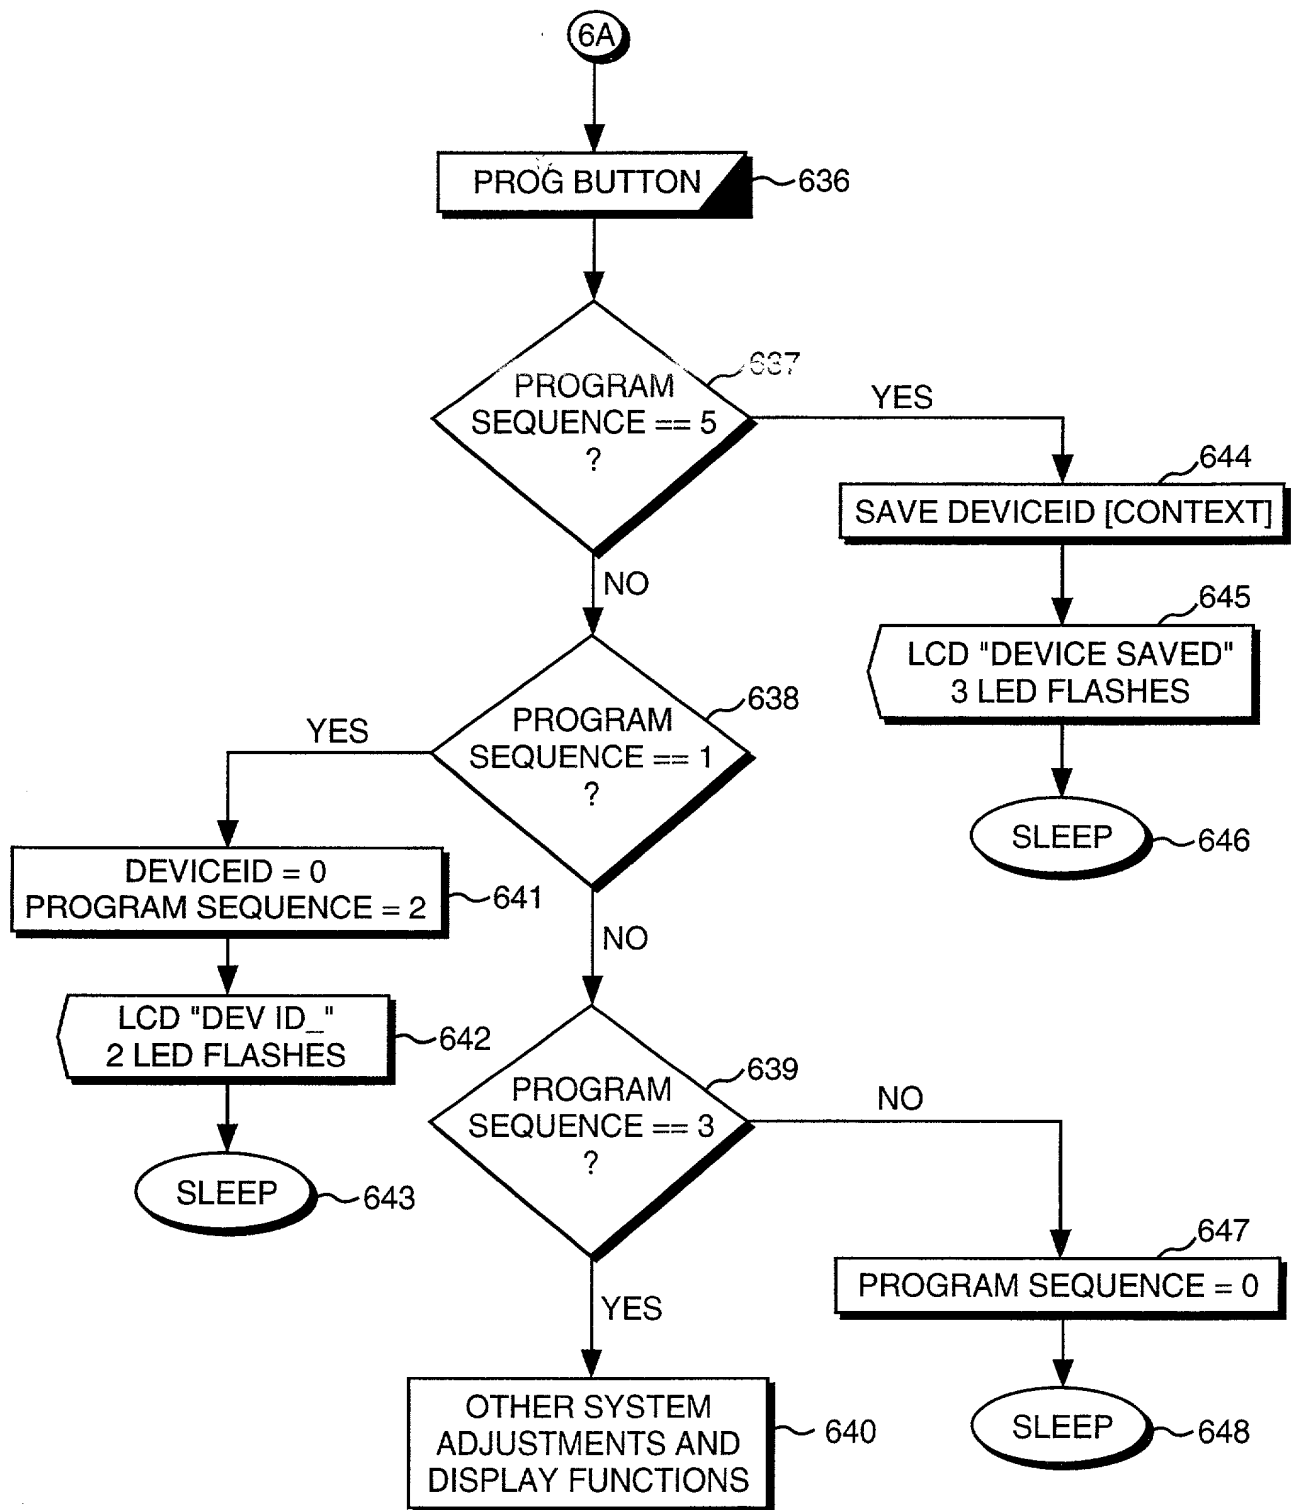 6A
PROG BUTTON
636
PROGRAM
SEQUENCE == 5
?
637
YES
NO
644
SAVE DEVICEID [CONTEXT]
645
LCD "DEVICE SAVED"
3 LED FLASHES
SLEEP
646
PROGRAM
SEQUENCE == 1
?
638
YES
NO
DEVICEID = 0
PROGRAM SEQUENCE = 2
641
LCD "DEV ID_"
2 LED FLASHES
642
SLEEP
643
PROGRAM
SEQUENCE == 3
?
639
NO
YES
647
PROGRAM SEQUENCE = 0
SLEEP
648
OTHER SYSTEM
ADJUSTMENTS AND
DISPLAY FUNCTIONS
640